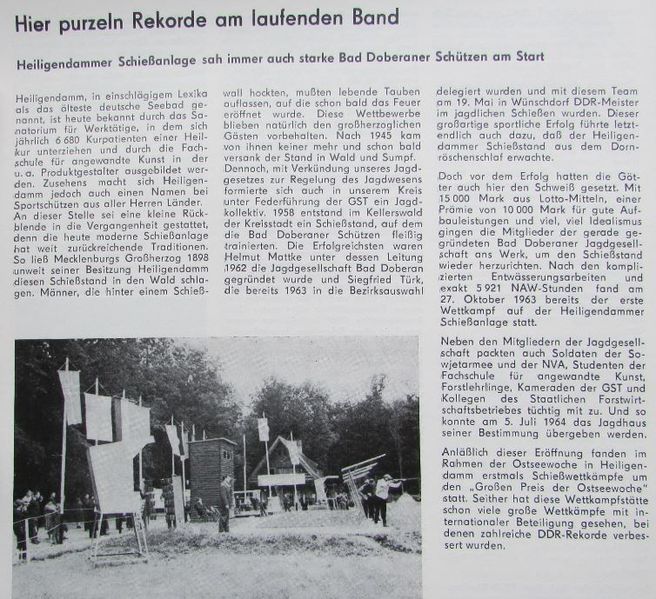 Hier purzeln Rekorde am laufenden Band
Heiligendammer Schießanlage sah immer auch starke Bad Doberaner Schützen am Start
Heiligendamm, in einschlägigem Lexika
als das älteste deutsche Seebad ge-
nannt, ist heute bekannt durch das Sa-
natorium für Werktätige, in dem sich
jährlich 6 680 Kurpatienten einer Heil-
kur unterziehen und durch die Fach-
schule für angewandte Kunst in der
u. a. Produktgestalter ausgebildet wer-
den. Zusehens macht sich Heiligen-
damm jedoch auch einen Namen bei
Sportschützen aus aller Herren Länder.
An dieser Stelle sei eine kleine Rück-
blende in die Vergangenheit gestattet,
denn die heute moderne Schießanlage
hat weit zurückreichende Traditionen.
So ließ Mecklenburgs Großherzog 1898
unweit seiner Besitzung Heiligendamm
diesen Schießstand in den Wald schla-
gen. Männer, die hinter einem Schieß-
wall hockten, mußten lebende Tauben
auflassen, auf die schon bald das Feuer
eröffnet wurde. Diese Wettbewerbe
blieben natürlich den großherzoglichen
Gästen vorbehalten. Nach 1945 kam
von ihnen keiner mehr und schon bald
versank der Stand in Wald und Sumpf.
Dennoch, mit Verkündung unseres Jagd-
gesetzes zur Regelung des Jagdwesens
formierte sich auch in unserem Kreis
unter Federführung der GST ein Jagd-
kollektiv. 1958 entstand im Kellerswald
der Kreisstadt ein Schießstand, auf dem
die Bad Doberaner Schützen fleißig
trainierten. Die Erfolgreichsten waren
Helmut Mattke unter dessen Leitung
1962 die Jagdgesellschaft Bad Doberan
gegründet wurde und Siegfried Türk,
die bereits 1963 in die Bezirksauswahl
delegiert wurden und mit diesem Team
am 19. Mai in Wünschdorf DDR-Meister
im jagdlichen Schießen wurden. Dieser
großartige sportliche Erfolg führte letzt-
endlich auch dazu, daß der Heiligen-
dammer Schießstand aus dem Dorn-
röschenschlaf erwachte.
Doch vor dem Erfolg hatten die Göt-
ter auch hier den Schweiß gesetzt. Mit
15 000 Mark aus Lotto-Mitteln, einer
Prämie von 10 000 Mark für gute Auf-
bauleistungen und viel, viel Idealismus
gingen die Mitglieder der gerade ge-
gründeten Bad Doberaner Jagdgesell-
schaft ans Werk, um den Schießstand
wieder herzurichten. Nach den kompli-
zierten Entwässerungsarbeiten und
exakt 5 921 NAW-Stunden fand am
27. Oktober 1963 bereits der erste
Wettkampf auf der Heiligendammer
Schießanlage statt.
Neben den Mitgliedern der Jagdgesell-
schaft packten auch Soldaten der So-
wjetarmee und der NVA, Studenten der
Fachschule für angewandte Kunst,
Forstlehrlinge, Kameraden der GST und
Kollegen des Staatlichen Forstwirt-
schaftsbetriebes tüchtig mit zu. Und so
konnte am 5. Juli 1964 das Jagdhaus
seiner Bestimmung übergeben werden.
Anläßlich dieser Eröffnung fanden im
Rahmen der Ostseewoche in Heiligen-
damm erstmals Schießwettkämpfe um
den „Großen Preis der Ostseewoche"
statt. Seither hat diese Wettkampfstätte
schon viele große Wettkämpfe mit in-
ternationaler Beteiligung gesehen, bei
denen zahlreiche DDR-Rekorde verbes-
sert wurden.